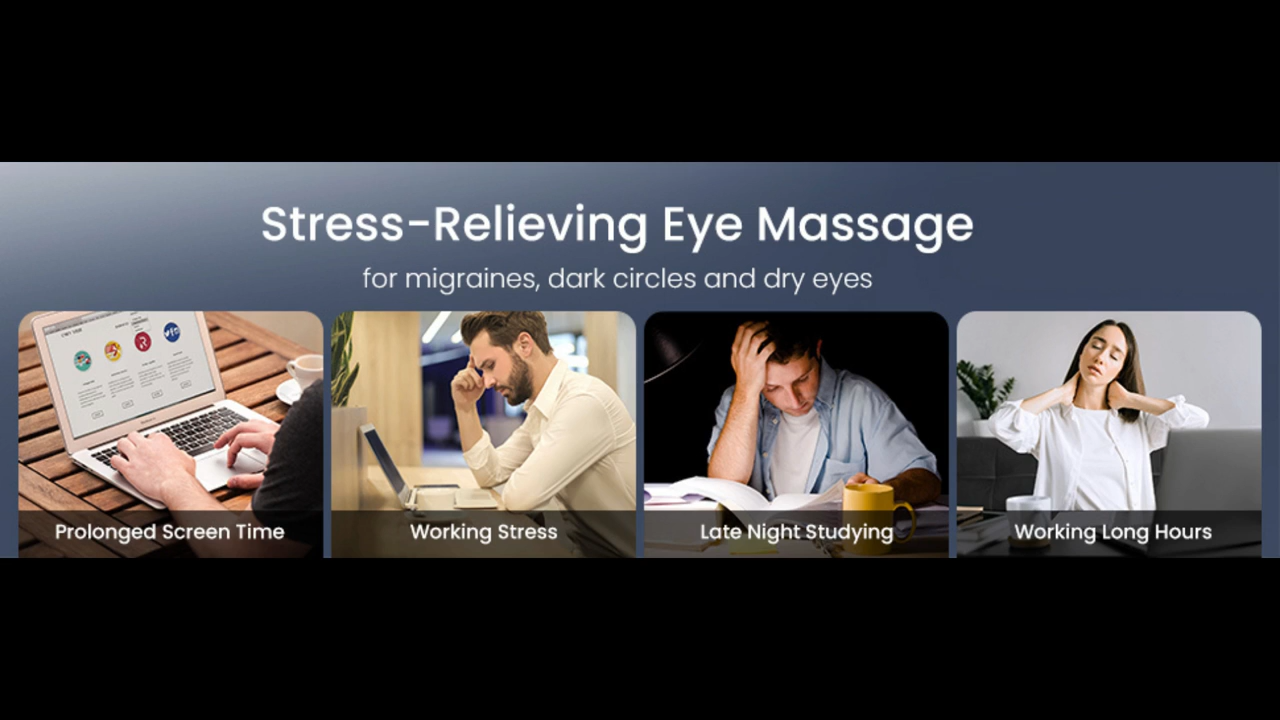 Stress-Relieving Eye Massage
for migraines, dark circles and dry eyes
Prolonged Screen Time
Working Stress
Late Night Studying
Working Long Hours